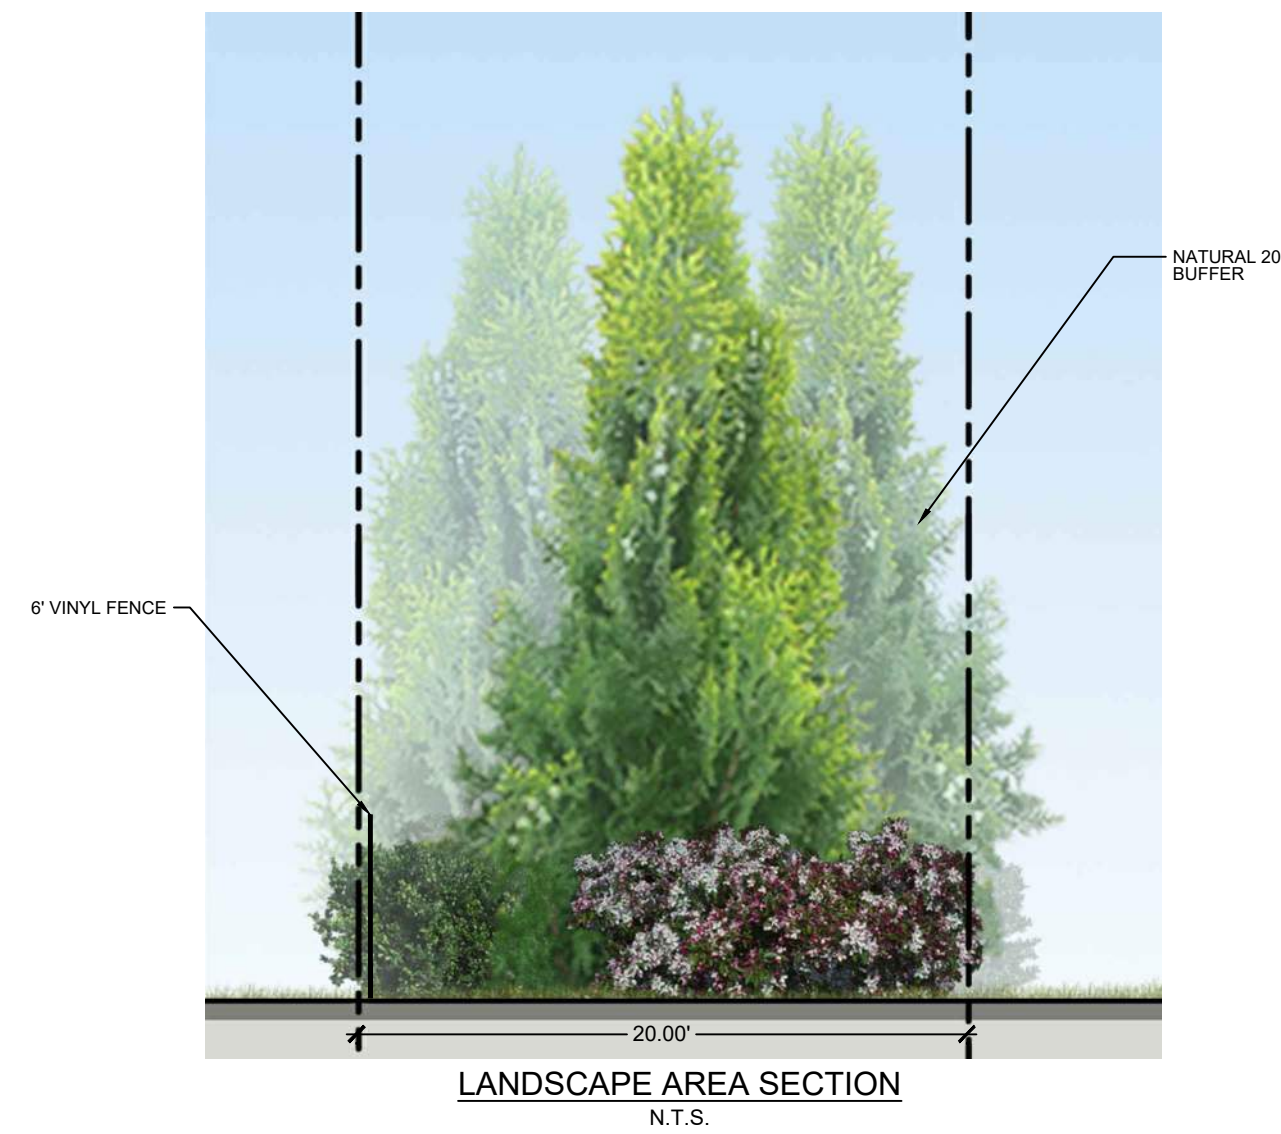 NATURAL 20
BUFFER
6' VINYL FENCE
20.00'
LANDSCAPE AREA SECTION
N.T.S.